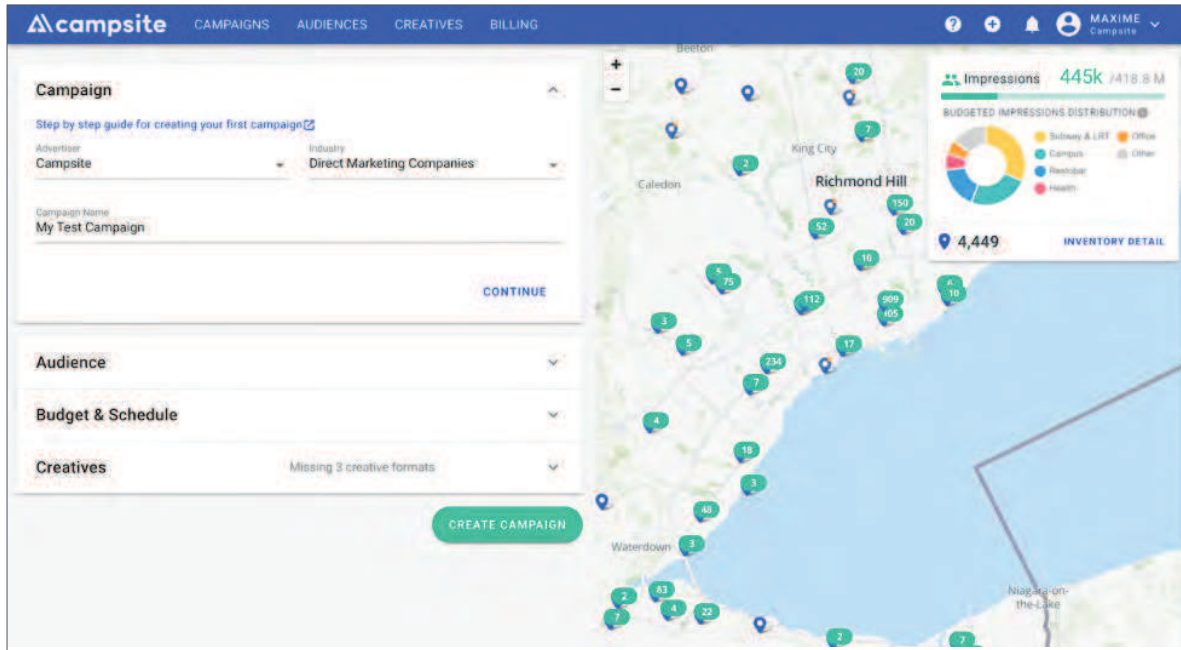 campsite CAMPAIGNS AUDIENCES CREATIVES BILLING
MAXIME
Campsite
Campaign
Step by step guide for creating your first campaign
Advertiser
Campsite
Industry
Direct Marketing Companies
Campaign Name
My Test Campaign
CONTINUE
Audience
Budget & Schedule
Creatives Missing 3 creative formats
CREATE CAMPAIGN
+
−
Beeton
20
7
King City
2
Caledon
Richmond Hill
150
52
20
16
5
75
6
10
112
909
3
17
5
234
7
4
18
3
48
Waterdown
3
2
83
4
22
7
2
7
Niagara-on-
the-Lake
Impressions 445k /418.8 M
BUDGETED IMPRESSIONS DISTRIBUTION
Subway & LRT Office
Campus Other
Restobar
Health
4,449 INVENTORY DETAIL